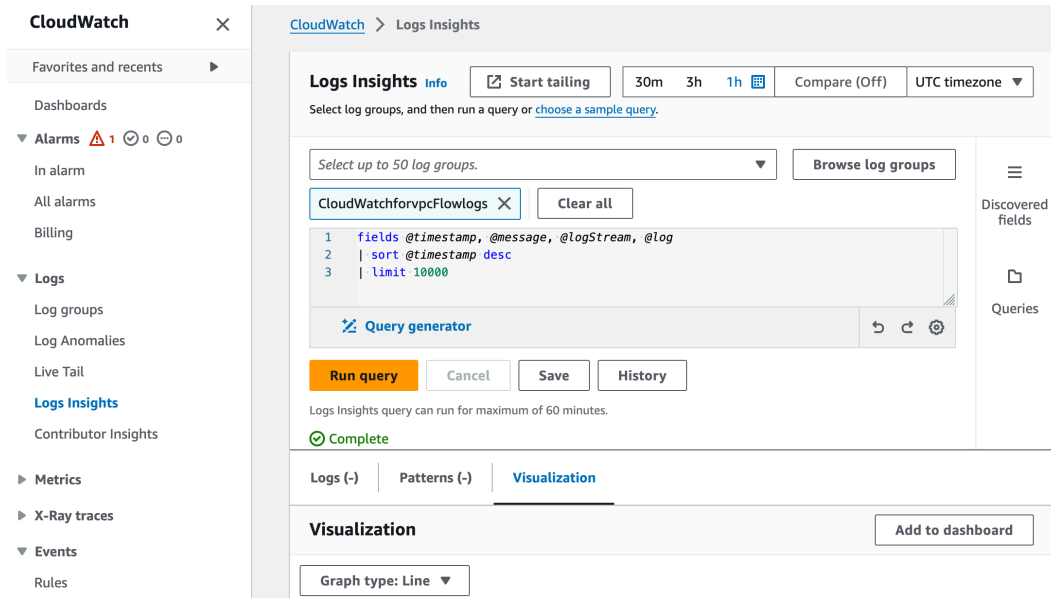 CloudWatch
Favorites and recents
Dashboards
Alarms 1 0 0
In alarm
All alarms
Billing
Logs
Log groups
Log Anomalies
Live Tail
Logs Insights
Contributor Insights
Metrics
X-Ray traces
Events
Rules
CloudWatch > Logs Insights
Logs Insights Info
Start tailing
30m 3h 1h
Compare (Off)
UTC timezone
Select log groups, and then run a query or choose a sample query.
Select up to 50 log groups.
Browse log groups
CloudWatchforvpcFlowlogs
Clear all
1 fields @timestamp, @message, @logStream, @log
2 | sort @timestamp desc
3 | limit 10000
Query generator
Run query
Cancel
Save
History
Logs Insights query can run for maximum of 60 minutes.
Complete
Discovered
fields
Queries
Logs (-)
Patterns (-)
Visualization
Visualization
Add to dashboard
Graph type: Line